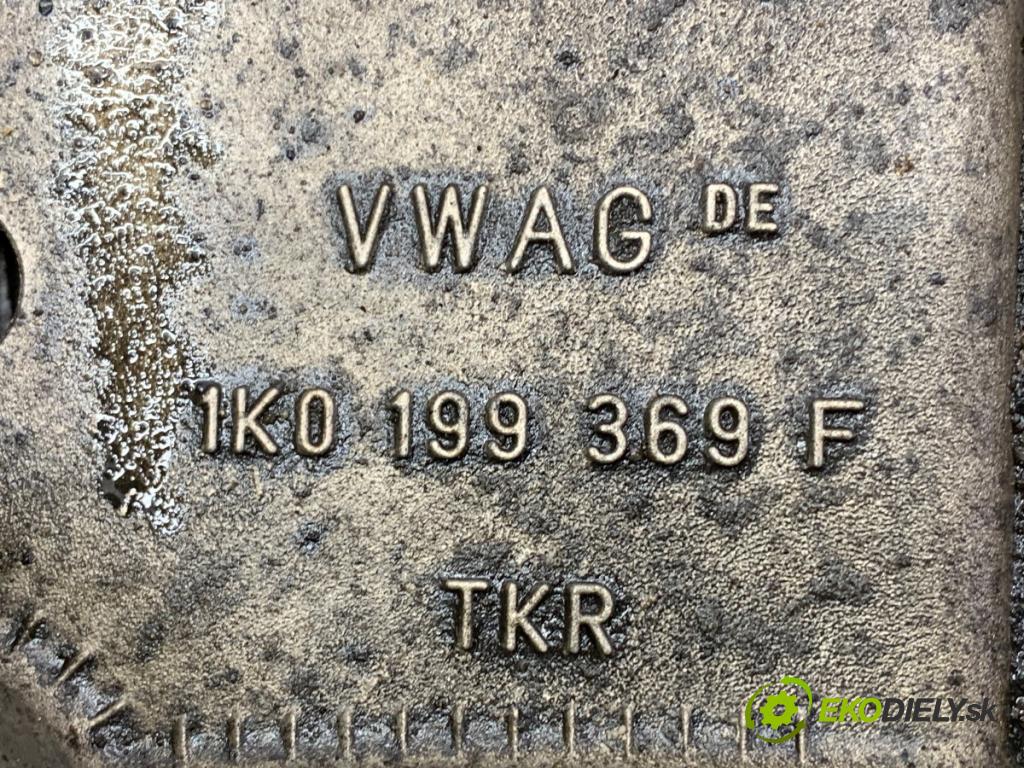 VWAG DE
1K0 199 369 F
TKR
EKODIELY.sk